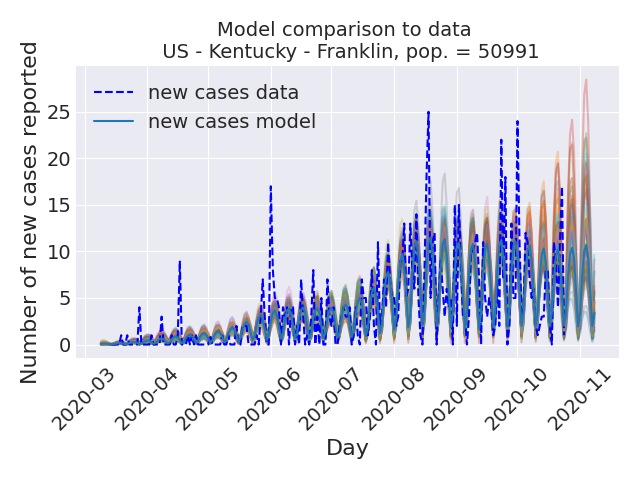 Model comparison to data
US - Kentucky - Franklin, pop. = 50991
Number of new cases reported
25
20
15
10
5
0
new cases data
new cases model
2020-03
2020-04
2020-05
2020-06
2020-07
2020-08
2020-09
2020-10
2020-11
Day